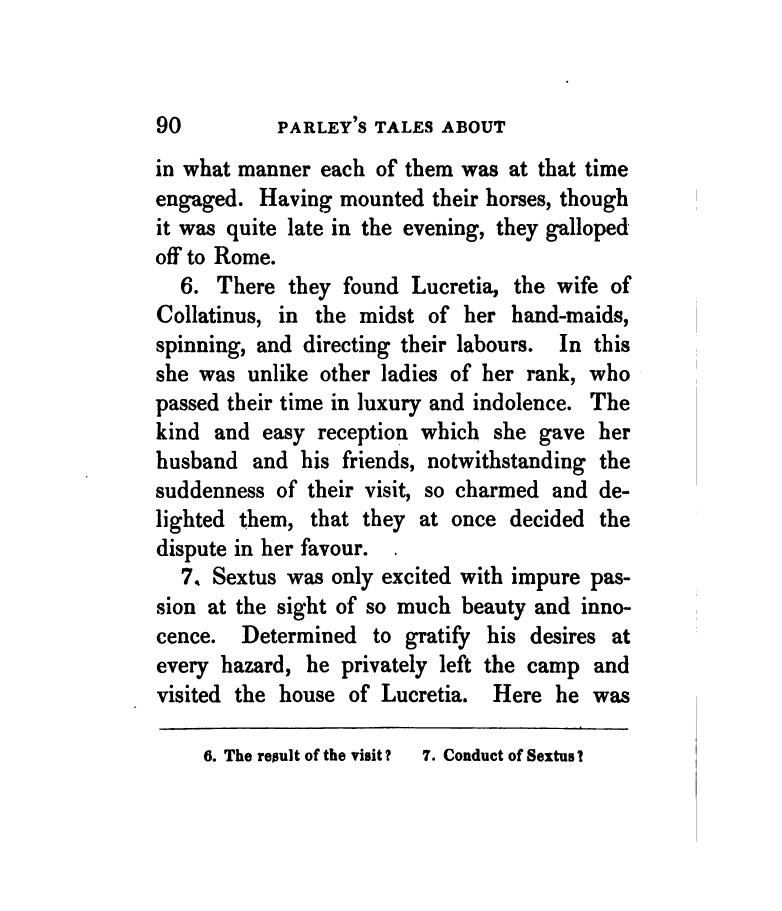 90 PARLEY'S TALES ABOUT
in what manner each of them was at that time
engaged. Having mounted their horses, though
it was quite late in the evening, they galloped
off to Rome.
6. There they found Lucretia, the wife of
Collatinus, in the midst of her hand-maids,
spinning, and directing their labours. In this
she was unlike other ladies of her rank, who
passed their time in luxury and indolence. The
kind and easy reception which she gave her
husband and his friends, notwithstanding the
suddenness of their visit, so charmed and de-
lighted them, that they at once decided the
dispute in her favour.
7. Sextus was only excited with impure pas-
sion at the sight of so much beauty and inno-
cence. Determined to gratify his desires at
every hazard, he privately left the camp and
visited the house of Lucretia. Here he was
6. The result of the visit? 7. Conduct of Sextus?